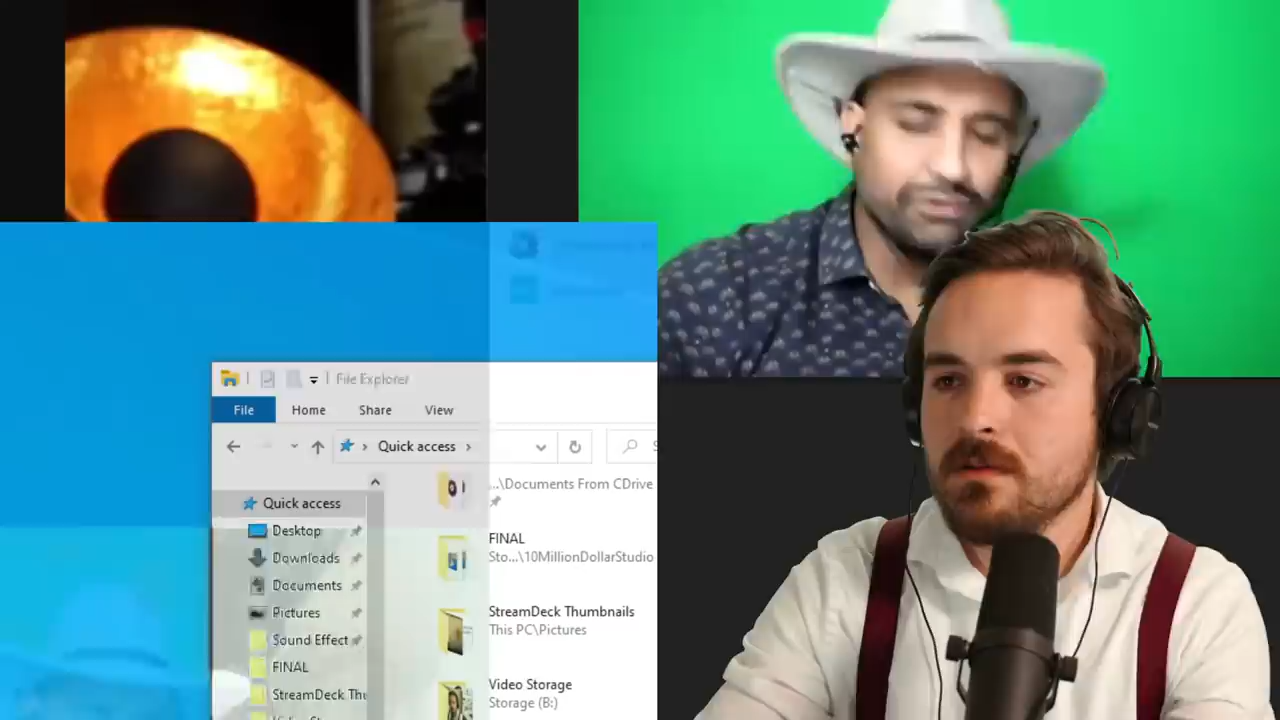 File Explorer
File Home Share View
Quick access
Quick access
Desktop
Downloads
Documents
Pictures
Sound Effect
FINAL
StreamDeck
...\Documents From CDrive
FINAL
Sto...\10MillionDollarStudio
StreamDeck Thumbnails
This PC\Pictures
Video Storage
Storage (B:)